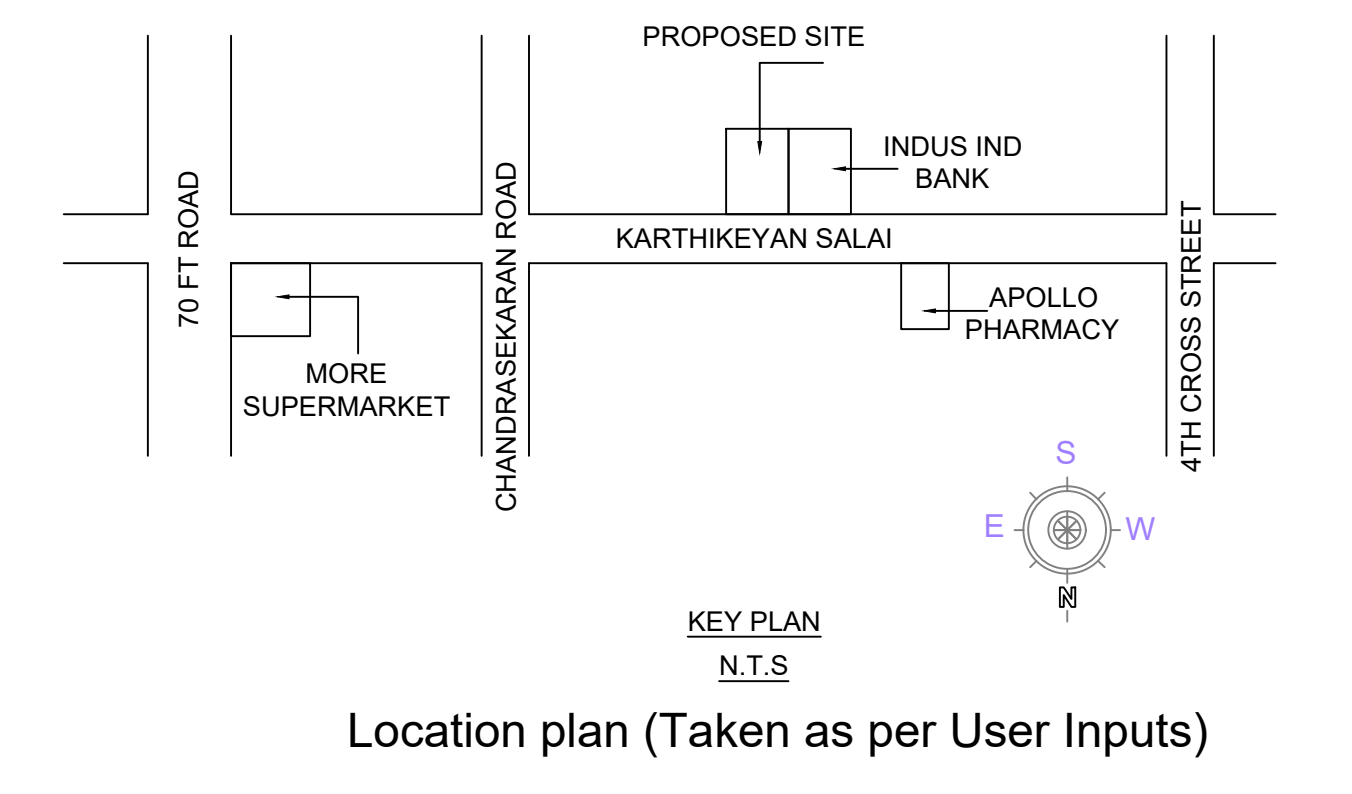 PROPOSED SITE
INDUS IND
BANK
70 FT ROAD
CHANDRASEKARAN ROAD
KARTHIKEYAN SALAI
4TH CROSS STREET
APOLLO
PHARMACY
MORE
SUPERMARKET
S
E
W
N
KEY PLAN
N.T.S
Location plan (Taken as per User Inputs)